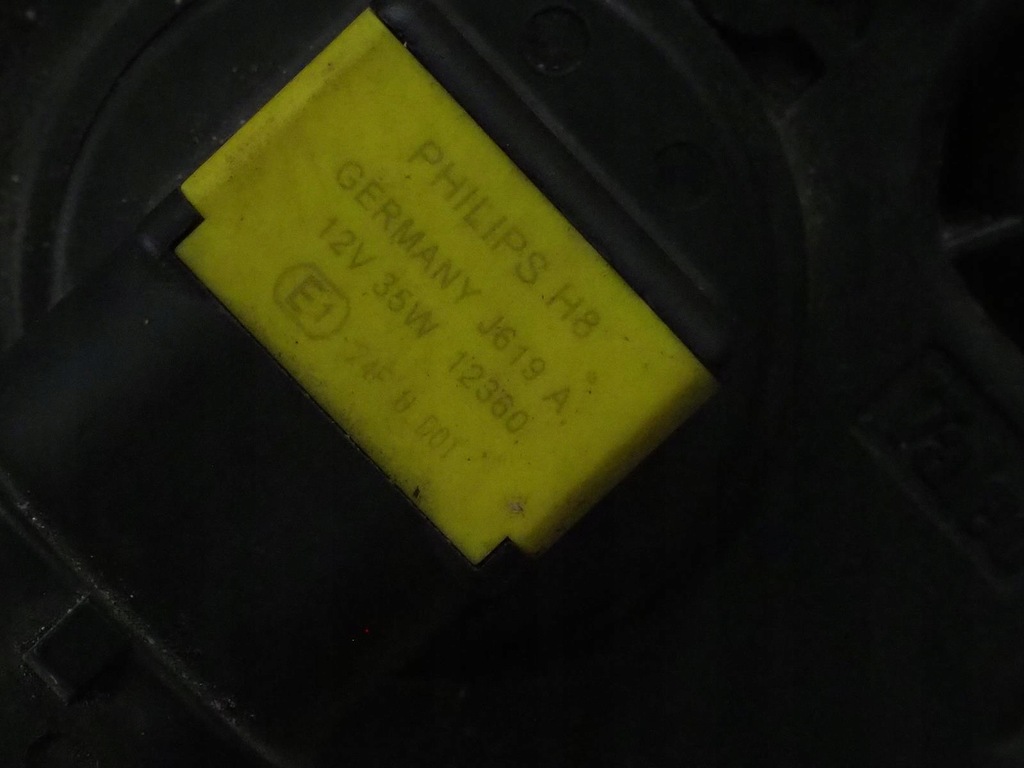 PHILIPS H8
GERMANY J619 A
12V 35W 12360
E1